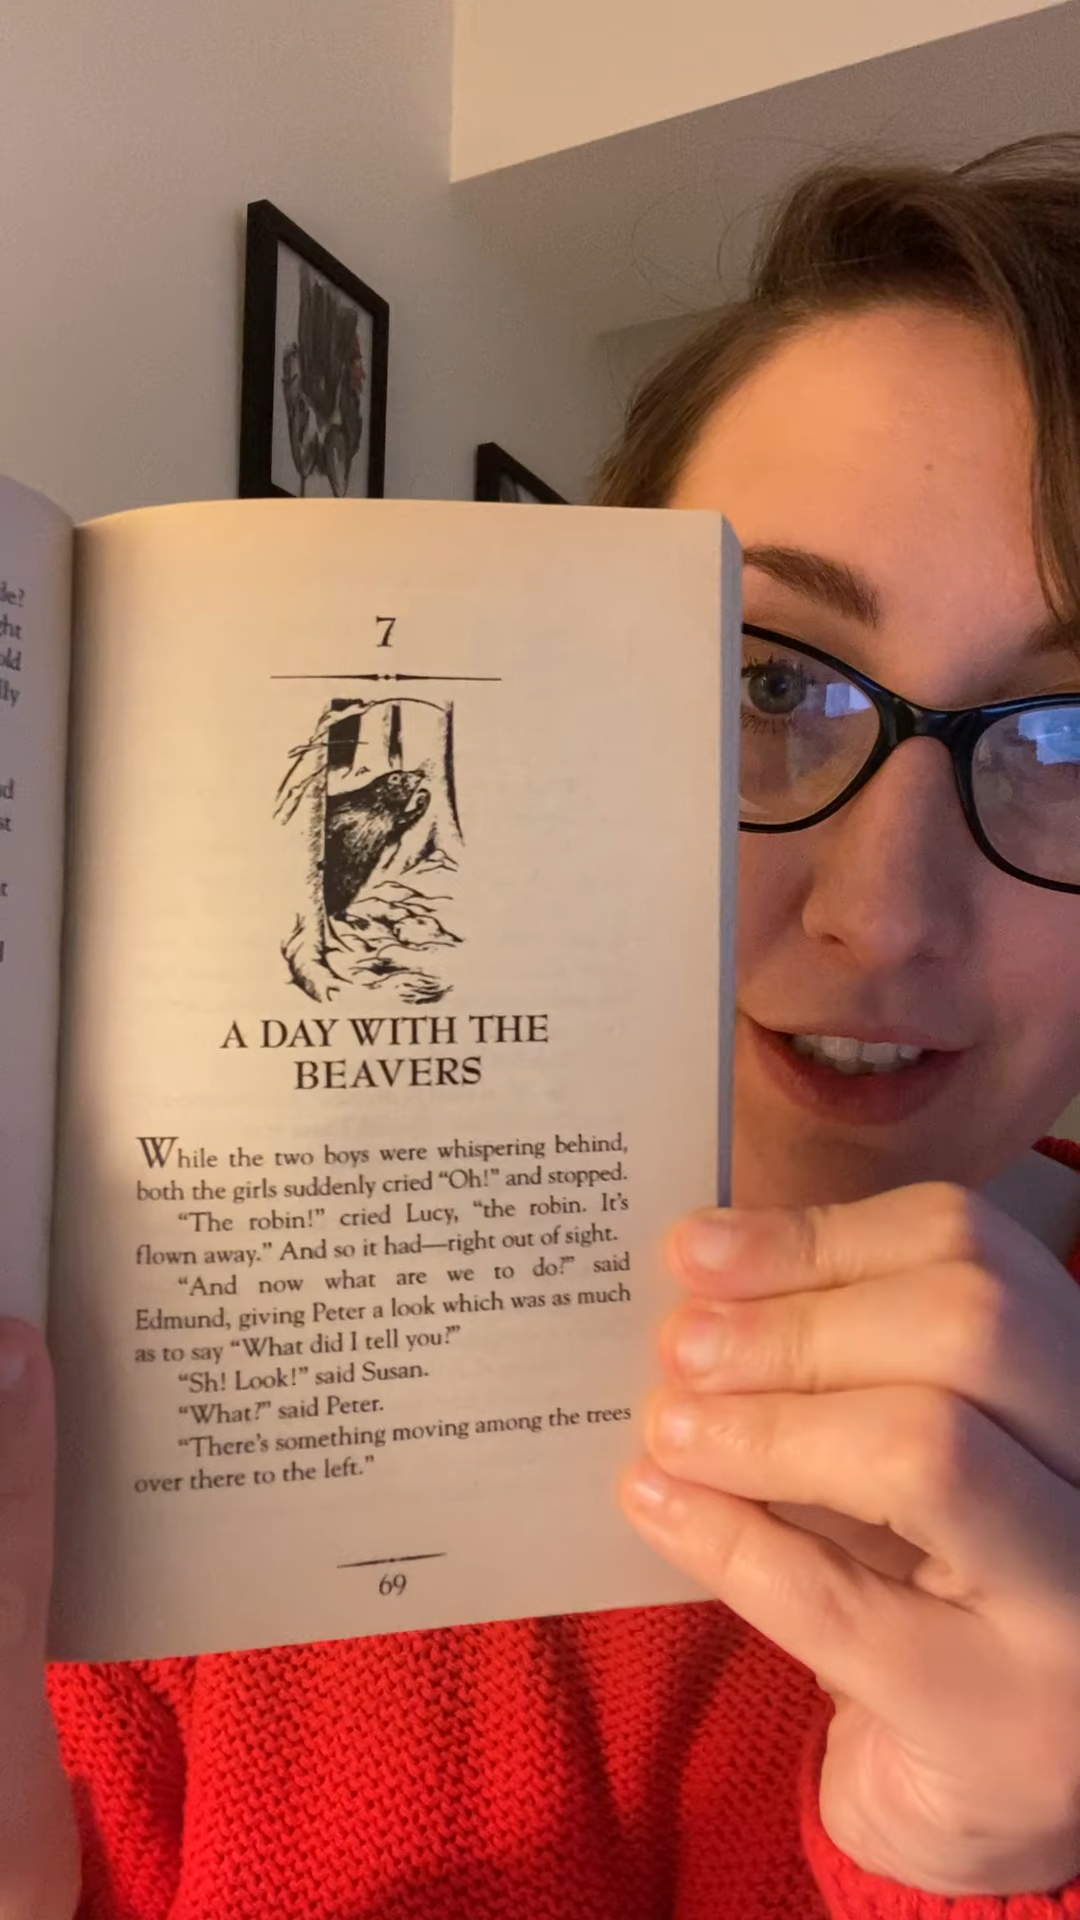 ght
old
lly
7
A DAY WITH THE
BEAVERS
While the two boys were whispering behind,
both the girls suddenly cried “Oh!” and stopped.
“The robin!” cried Lucy, “the robin. It’s
flown away.” And so it had—right out of sight.
“And now what are we to do?” said
Edmund, giving Peter a look which was as much
as to say “What did I tell you?”
“Sh! Look!” said Susan.
“What?” said Peter.
“There’s something moving among the trees
over there to the left.”
69